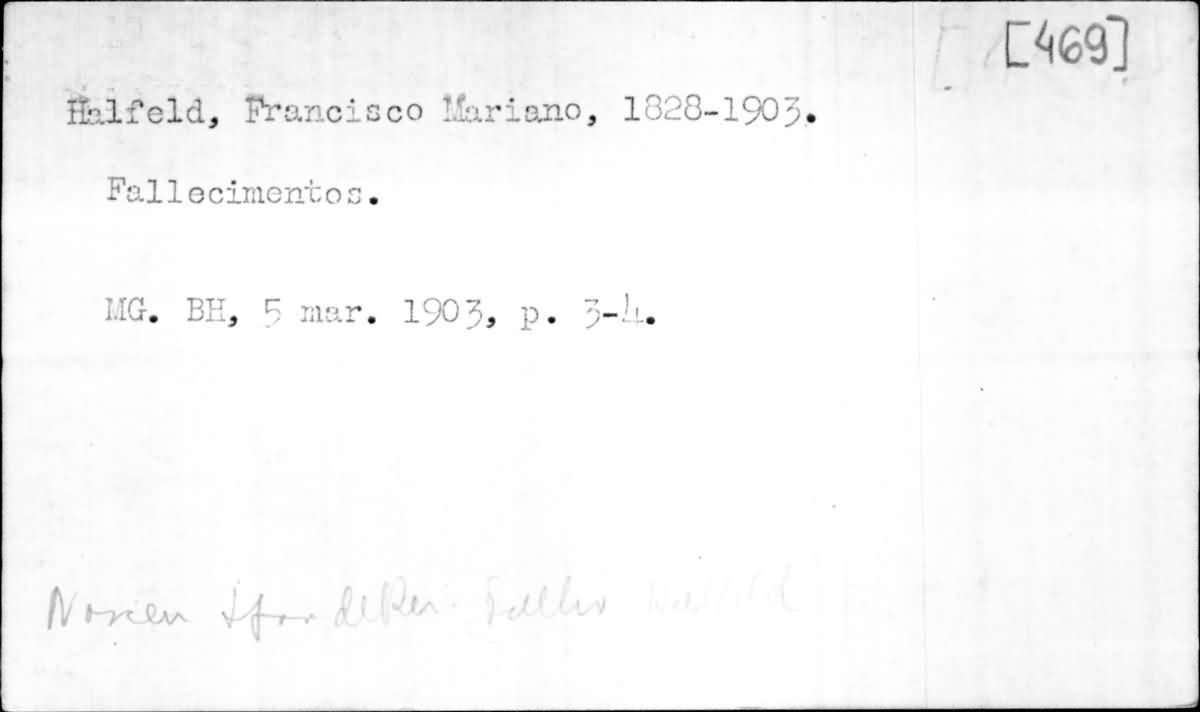 [469]
Halfeld, Francisco Mariano, 1828-1903.
Fallecimentos.
MG. BH, 5 mar. 1903, p. 3-4.